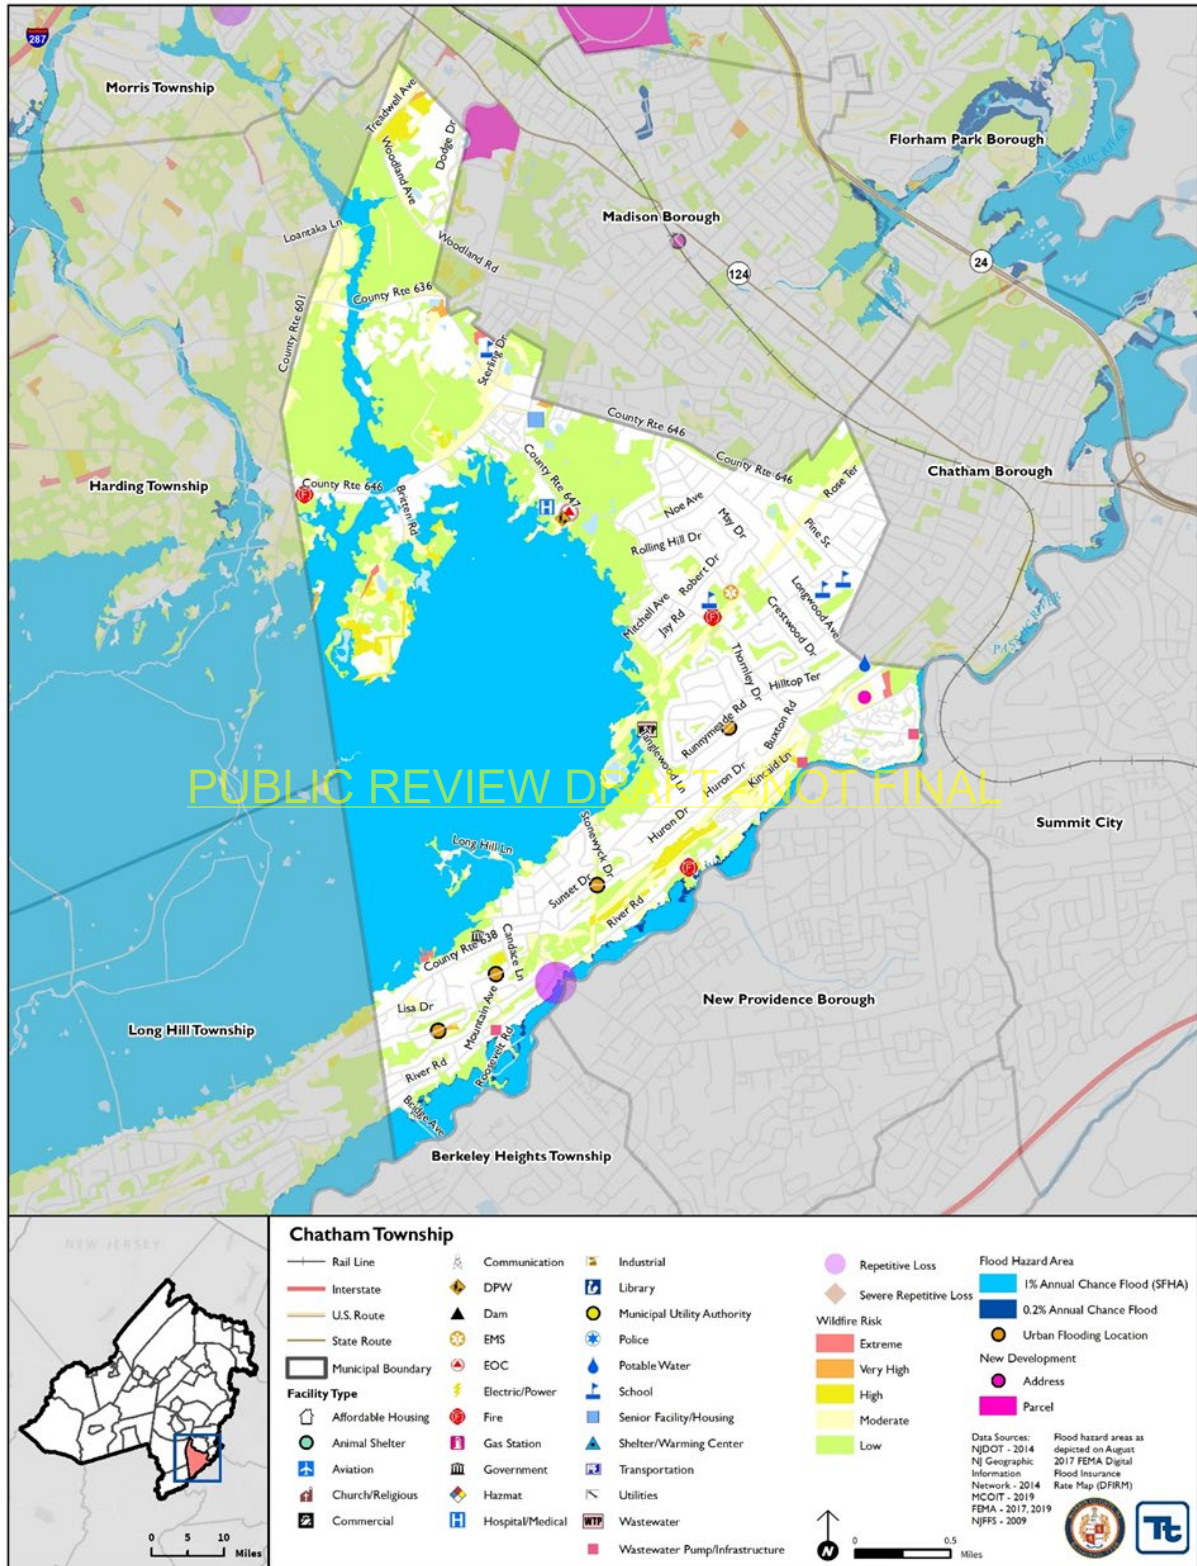 287
Morris Township
Treadwell Ave
Dodge Dr
Woodland Ave
Florham Park Borough
Madison Borough
Loantaka Ln
Woodland Rd
124
24
County Rte 636
County Rte 601
Sterling Dr
County Rte 646
County Rte 646
Chatham Borough
Harding Township
County Rte 646
County Rte 647
Rose Ter
Britten Rd
Noe Ave
May Dr
Pine St
Rolling Hill Dr
Robert Dr
Longwood Ave
Mitchell Ave
Jay Rd
Crestwood Dr
Thornley Dr
Hilltop Ter
Runnymeade Rd
Buxton Rd
WTP
Tanglewood Ln
Huron Dr
Kincaid Ln
PUBLIC REVIEW DRAFT - NOT FINAL
Summit City
Huron Dr
Stonewyck Dr
Long Hill Ln
Sunset Dr
River Rd
County Rte 638
Candace Ln
New Providence Borough
Lisa Dr
Mountain Ave
Long Hill Township
Roosevelt Rd
River Rd
Bridge Ave
Berkeley Heights Township
NEW JERSEY
0 5 10
Miles
Chatham Township
Rail Line
Interstate
U.S. Route
State Route
Municipal Boundary
Facility Type
Affordable Housing
Animal Shelter
Aviation
Church/Religious
Commercial
Communication
DPW
Dam
EMS
EOC
Electric/Power
Fire
Gas Station
Government
Hazmat
Hospital/Medical
Industrial
Library
Municipal Utility Authority
Police
Potable Water
School
Senior Facility/Housing
Shelter/Warming Center
Transportation
Utilities
WTP Wastewater
Wastewater Pump/Infrastructure
Repetitive Loss
Severe Repetitive Loss
Wildfire Risk
Extreme
Very High
High
Moderate
Low
Flood Hazard Area
1% Annual Chance Flood (SFHA)
0.2% Annual Chance Flood
Urban Flooding Location
New Development
Address
Parcel
Data Sources:
NJDOT - 2014
NJ Geographic
Information
Network - 2014
MCOIT - 2019
FEMA - 2017, 2019
NJFFS - 2009
Flood hazard areas as
depicted on August
2017 FEMA Digital
Flood Insurance
Rate Map (DFIRM)
N
0 0.5
Miles
Tt